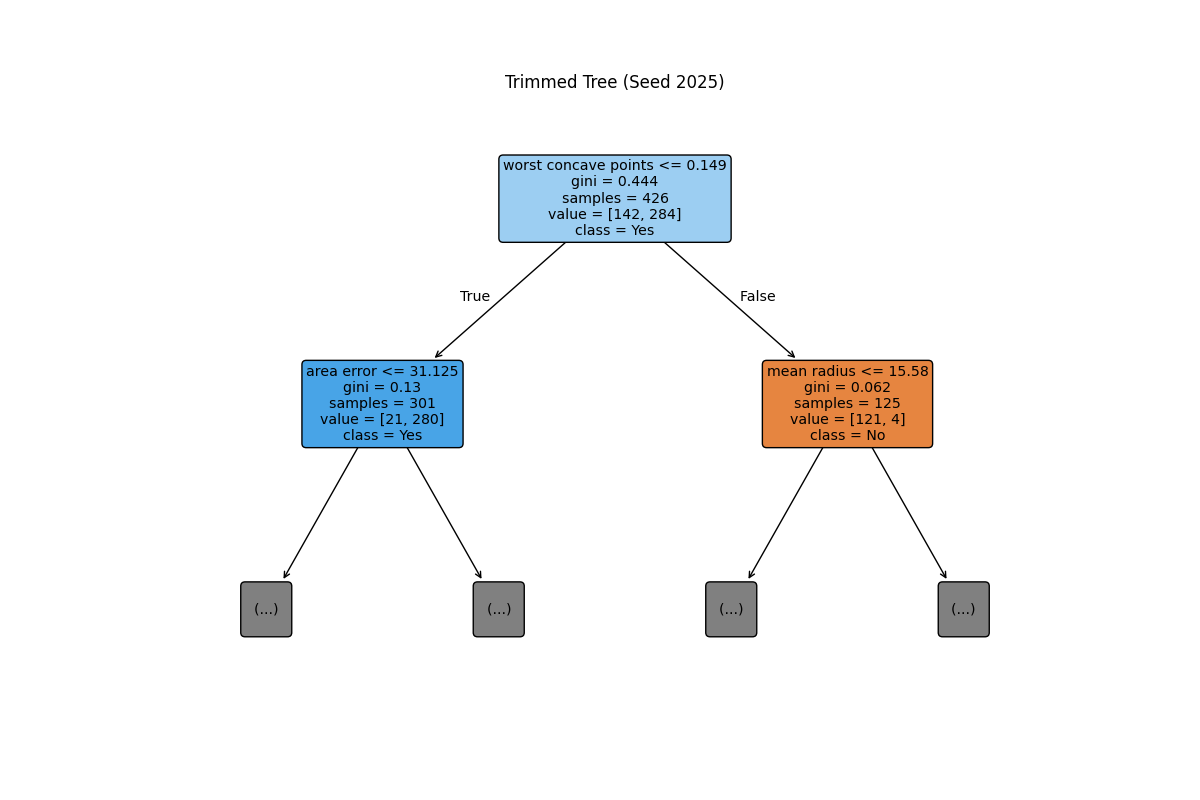 Trimmed Tree (Seed 2025)
worst concave points <= 0.149
gini = 0.444
samples = 426
value = [142, 284]
class = Yes
True
False
area error <= 31.125
gini = 0.13
samples = 301
value = [21, 280]
class = Yes
mean radius <= 15.58
gini = 0.062
samples = 125
value = [121, 4]
class = No
(...)
(...)
(...)
(...)